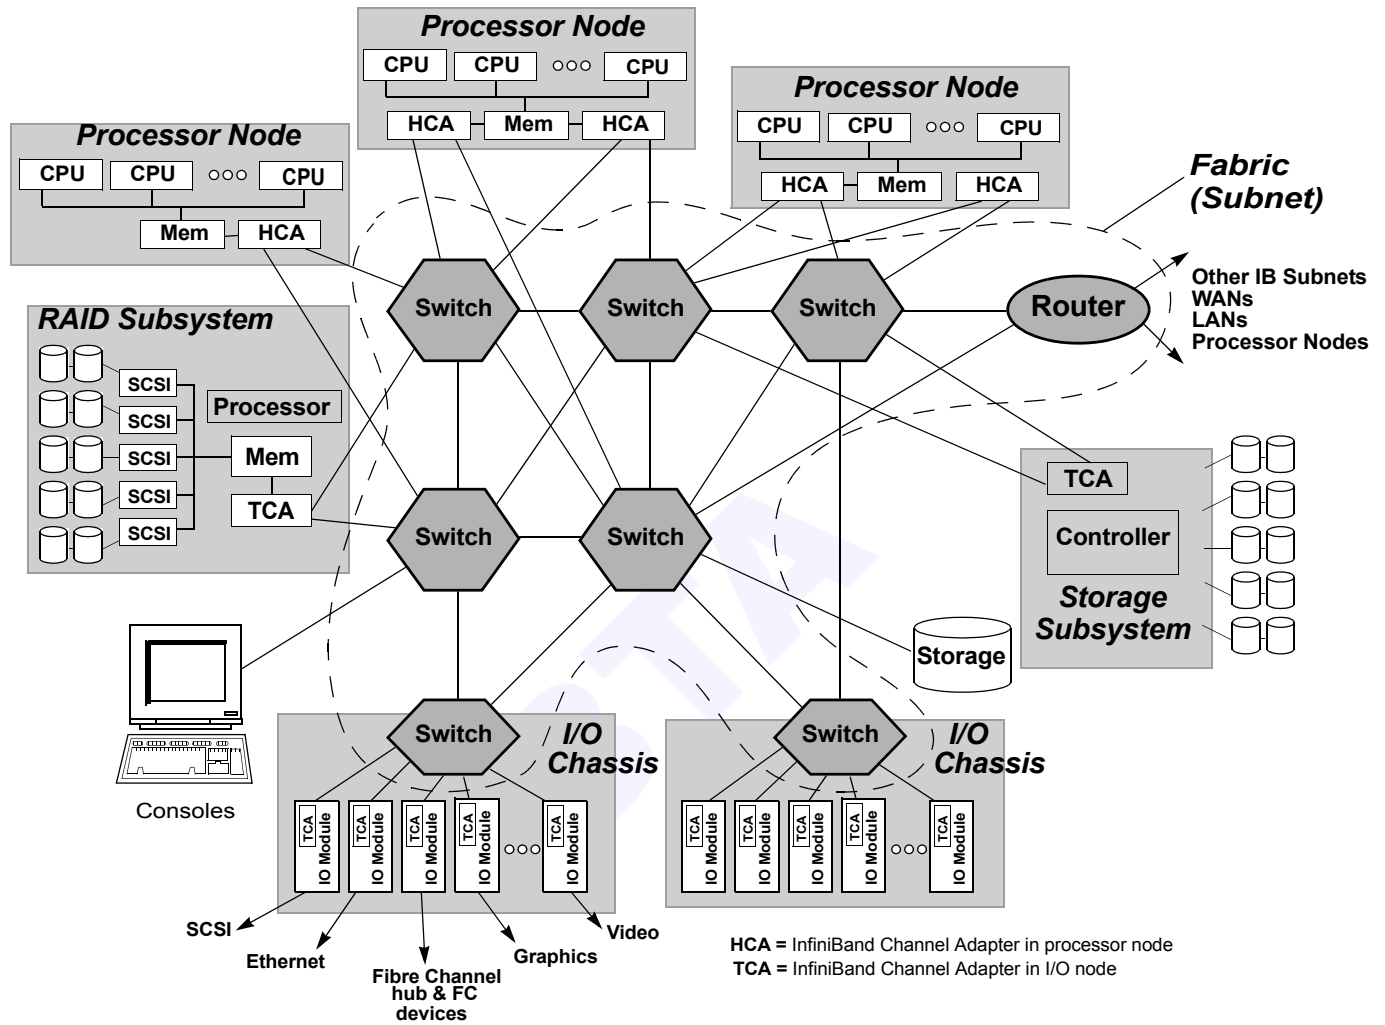 Processor Node
CPU CPU CPU
HCA Mem HCA
Processor Node
CPU CPU CPU
HCA Mem HCA
Processor Node
CPU CPU CPU
Mem HCA
Fabric
(Subnet)
Switch Switch Switch Router
Other IB Subnets
WANs
LANs
Processor Nodes
RAID Subsystem
SCSI
SCSI
SCSI
SCSI
SCSI
Processor
Mem
TCA
Switch Switch
TCA
Controller
Storage
Subsystem
Storage
Consoles
Switch
I/O
Chassis
TCA IO Module
TCA IO Module
TCA IO Module
TCA IO Module
TCA IO Module
SCSI
Ethernet
Fibre Channel
hub & FC
devices
Graphics
Video
Switch
I/O
Chassis
TCA IO Module
TCA IO Module
TCA IO Module
TCA IO Module
TCA IO Module
HCA = InfiniBand Channel Adapter in processor node
TCA = InfiniBand Channel Adapter in I/O node